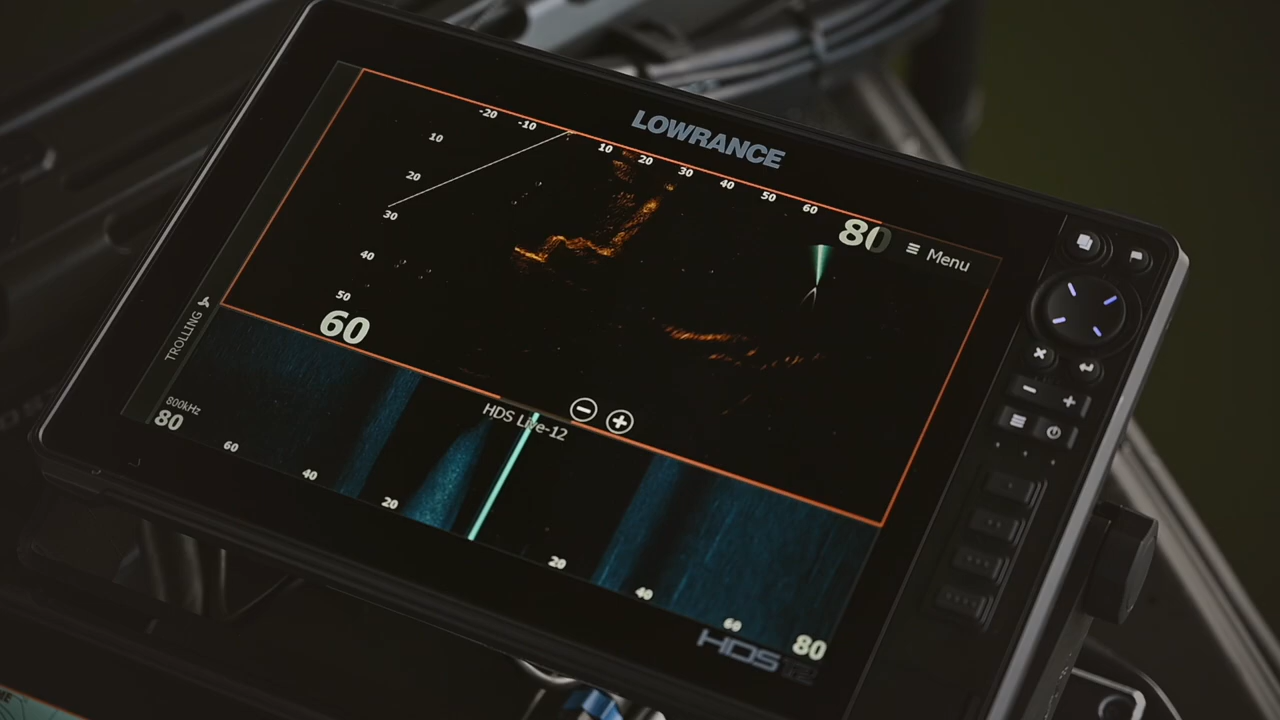 LOWRANCE
-20 -10 10 20 30 40 50 60 80
10
20
30
40
50
60
Menu
TROLLING
800kHz
80 60 40 20 20 40 60 80
HDS Live-12
HDS 12